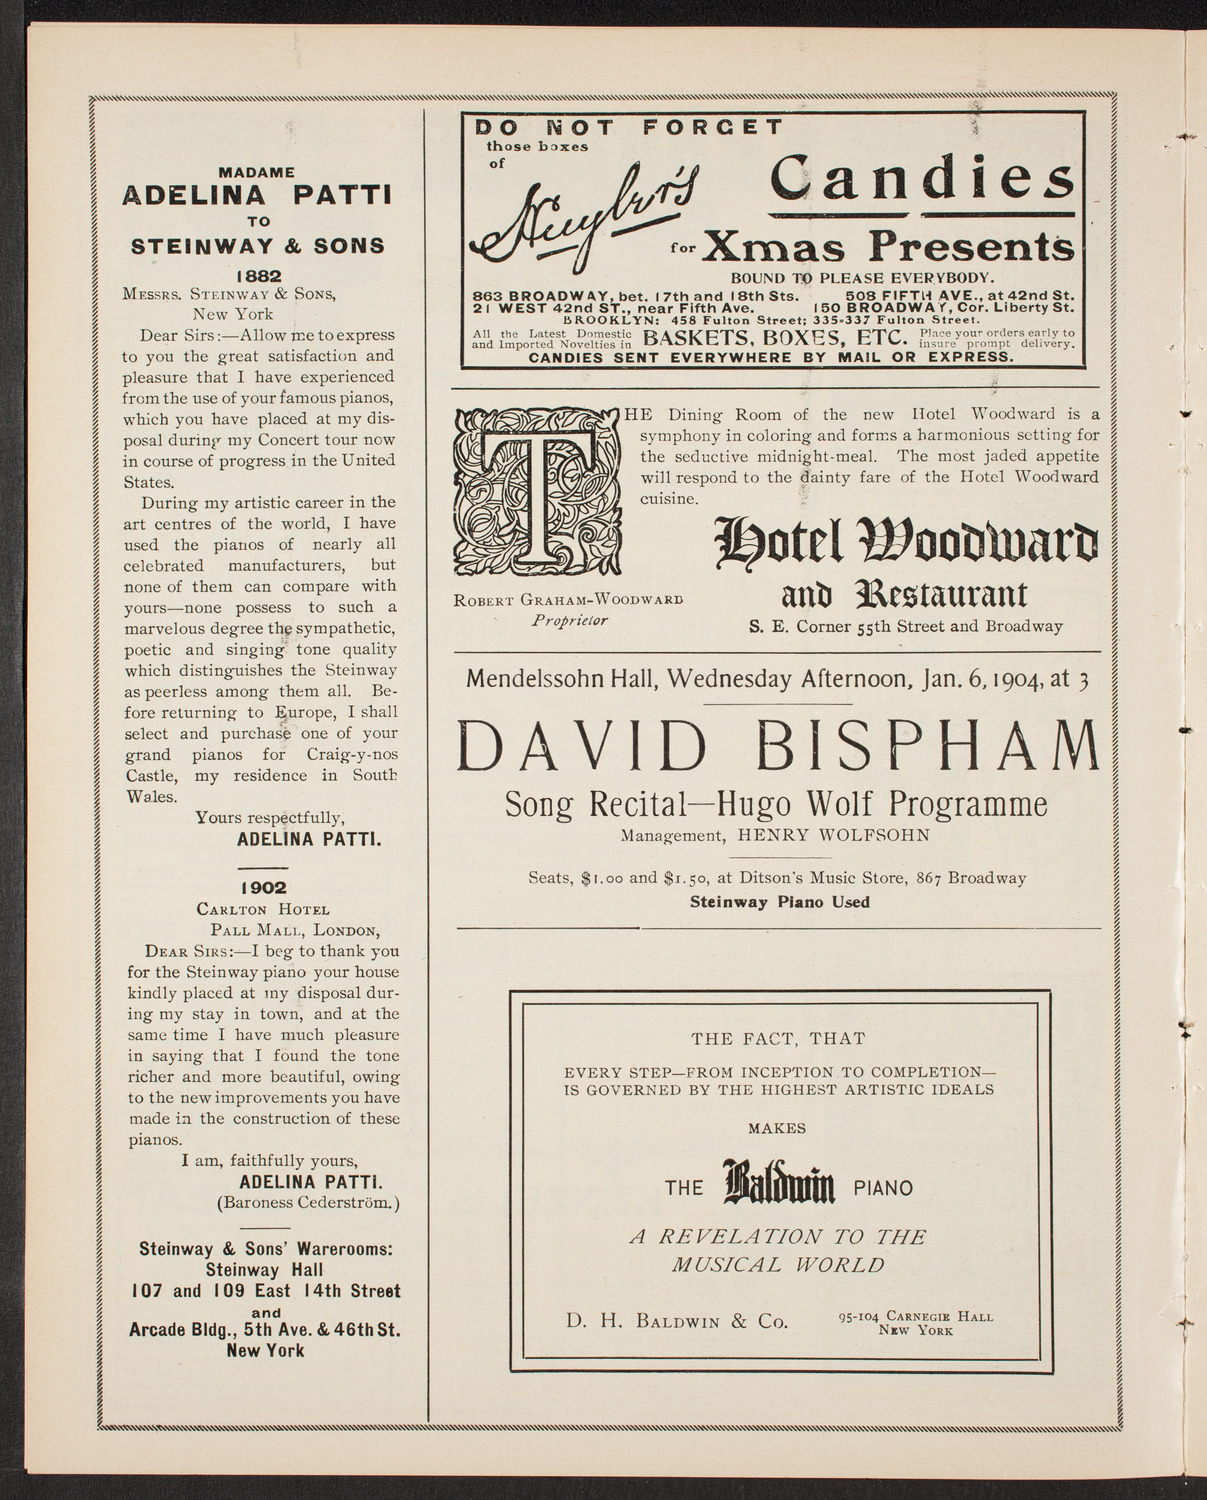 MADAME
ADELINA PATTI
TO
STEINWAY & SONS
1882
MESSRS. STEINWAY & SONS,
New York
Dear Sirs:—Allow me to express
to you the great satisfaction and
pleasure that I have experienced
from the use of your famous pianos,
which you have placed at my dis-
posal during my Concert tour now
in course of progress in the United
States.
During my artistic career in the
art centres of the world, I have
used the pianos of nearly all
celebrated manufacturers, but
none of them can compare with
yours—none possess to such a
marvelous degree the sympathetic,
poetic and singing tone quality
which distinguishes the Steinway
as peerless among them all. Be-
fore returning to Europe, I shall
select and purchase one of your
grand pianos for Craig-y-nos
Castle, my residence in South
Wales.
Yours respectfully,
ADELINA PATTI.
1902
CARLTON HOTEL
PALL MALL, LONDON,
DEAR SIRS:—I beg to thank you
for the Steinway piano your house
kindly placed at my disposal dur-
ing my stay in town, and at the
same time I have much pleasure
in saying that I found the tone
richer and more beautiful, owing
to the new improvements you have
made in the construction of these
pianos.
I am, faithfully yours,
ADELINA PATTI.
(Baroness Cederström.)
Steinway & Sons' Warerooms:
Steinway Hall
107 and 109 East 14th Street
and
Arcade Bldg., 5th Ave. & 46th St.
New York
DO NOT FORGET
those boxes
of
Huyler's
Candies
for Xmas Presents
BOUND TO PLEASE EVERYBODY.
863 BROADWAY, bet. 17th and 18th Sts. 508 FIFTH AVE., at 42nd St.
21 WEST 42nd ST., near Fifth Ave. 150 BROADWAY, Cor. Liberty St.
BROOKLYN: 458 Fulton Street; 335-337 Fulton Street.
All the Latest Domestic
and Imported Novelties in
BASKETS, BOXES, ETC.
Place your orders early to
insure prompt delivery.
CANDIES SENT EVERYWHERE BY MAIL OR EXPRESS.
THE Dining Room of the new Hotel Woodward is a
symphony in coloring and forms a harmonious setting for
the seductive midnight-meal. The most jaded appetite
will respond to the dainty fare of the Hotel Woodward
cuisine.
Hotel Woodward
and Restaurant
S. E. Corner 55th Street and Broadway
ROBERT GRAHAM-WOODWARD
Proprietor
Mendelssohn Hall, Wednesday Afternoon, Jan. 6, 1904, at 3
DAVID BISPHAM
Song Recital—Hugo Wolf Programme
Management, HENRY WOLFSOHN
Seats, $1.00 and $1.50, at Ditson's Music Store, 867 Broadway
Steinway Piano Used
THE FACT, THAT
EVERY STEP—FROM INCEPTION TO COMPLETION—
IS GOVERNED BY THE HIGHEST ARTISTIC IDEALS
MAKES
THE Baldwin PIANO
A REVELATION TO THE
MUSICAL WORLD
D. H. BALDWIN & CO.
95-104 CARNEGIE HALL
NEW YORK